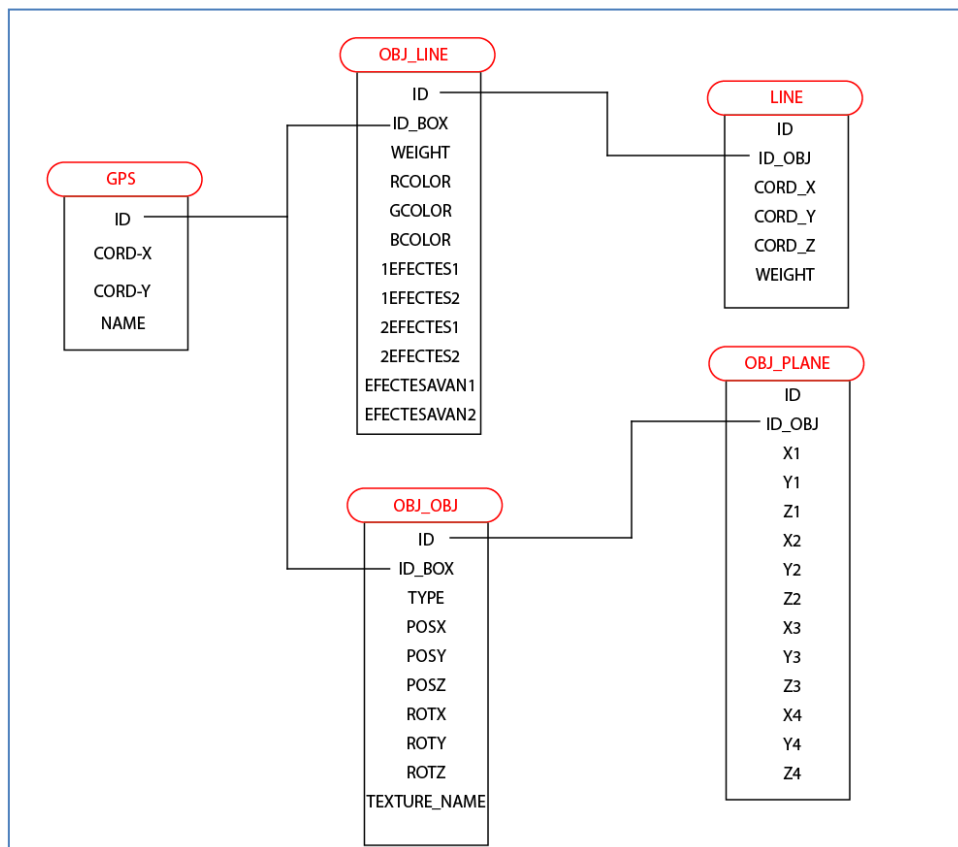 GPS
ID
CORD-X
CORD-Y
NAME
OBJ_LINE
ID
ID_BOX
WEIGHT
RCOLOR
GCOLOR
BCOLOR
1EFECTES1
1EFECTES2
2EFECTES1
2EFECTES2
EFECTESAVAN1
EFECTESAVAN2
LINE
ID
ID_OBJ
CORD_X
CORD_Y
CORD_Z
WEIGHT
OBJ_OBJ
ID
ID_BOX
TYPE
POSX
POSY
POSZ
ROTX
ROTY
ROTZ
TEXTURE_NAME
OBJ_PLANE
ID
ID_OBJ
X1
Y1
Z1
X2
Y2
Z2
X3
Y3
Z3
X4
Y4
Z4